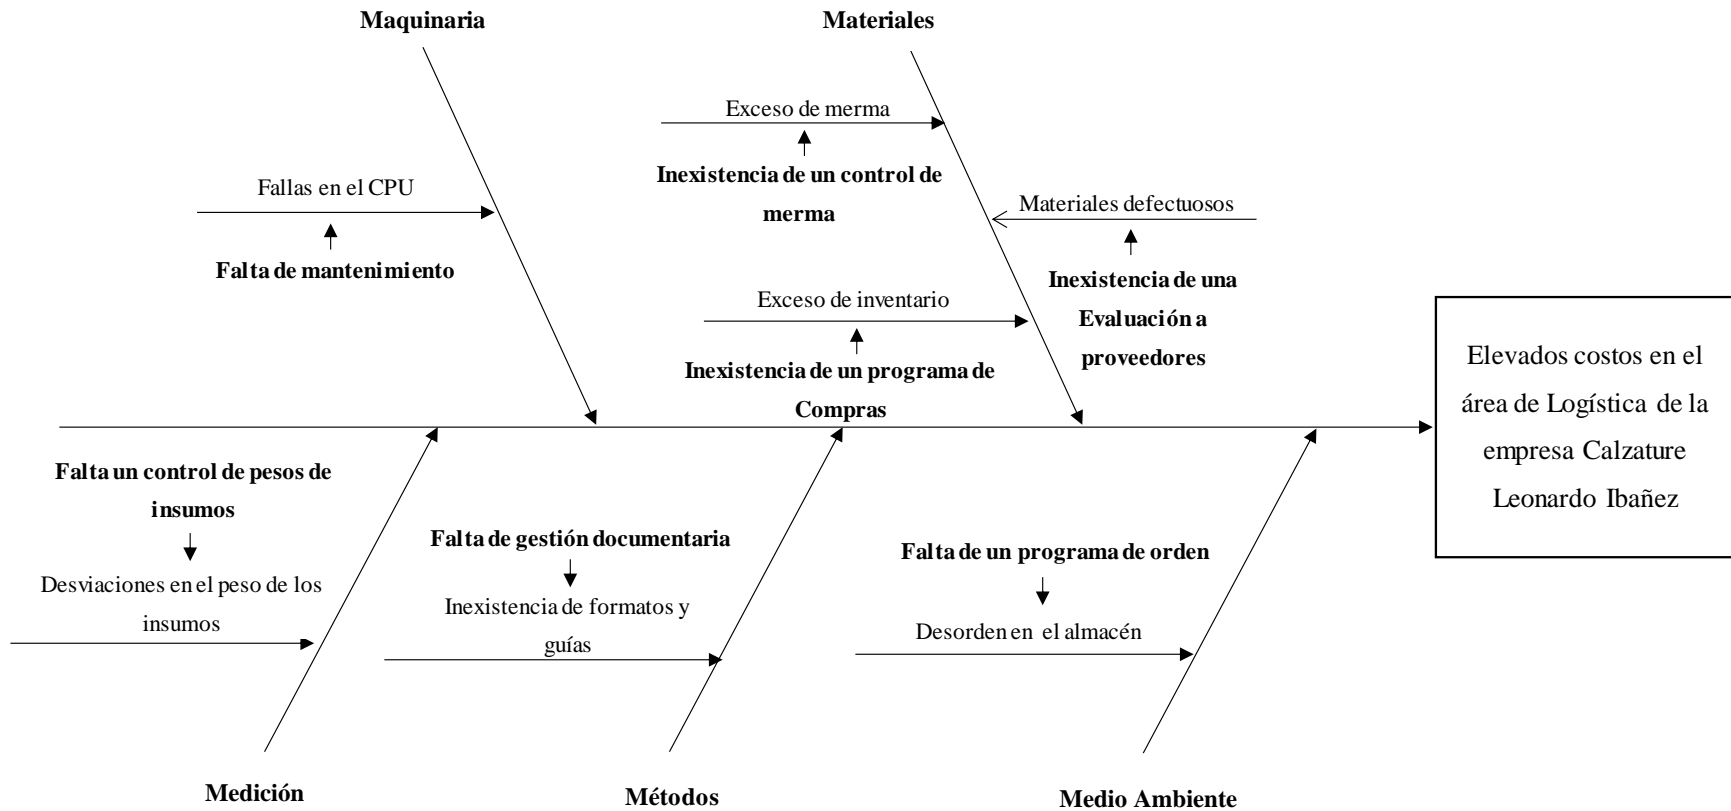 Maquinaria
Materiales
Exceso de merma
Inexistencia de un control de
merma
Fallas en el CPU
Falta de mantenimiento
Materiales defectuosos
Inexistencia de una
Evaluación a
proveedores
Exceso de inventario
Inexistencia de un programa de
Compras
Elevados costos en el
área de Logística de la
empresa Calzature
Leonardo Ibañez
Falta un control de pesos de
insumos
Desviaciones en el peso de los
insumos
Falta de gestión documentaria
Inexistencia de formatos y
guías
Falta de un programa de orden
Desorden en el almacén
Medición
Métodos
Medio Ambiente